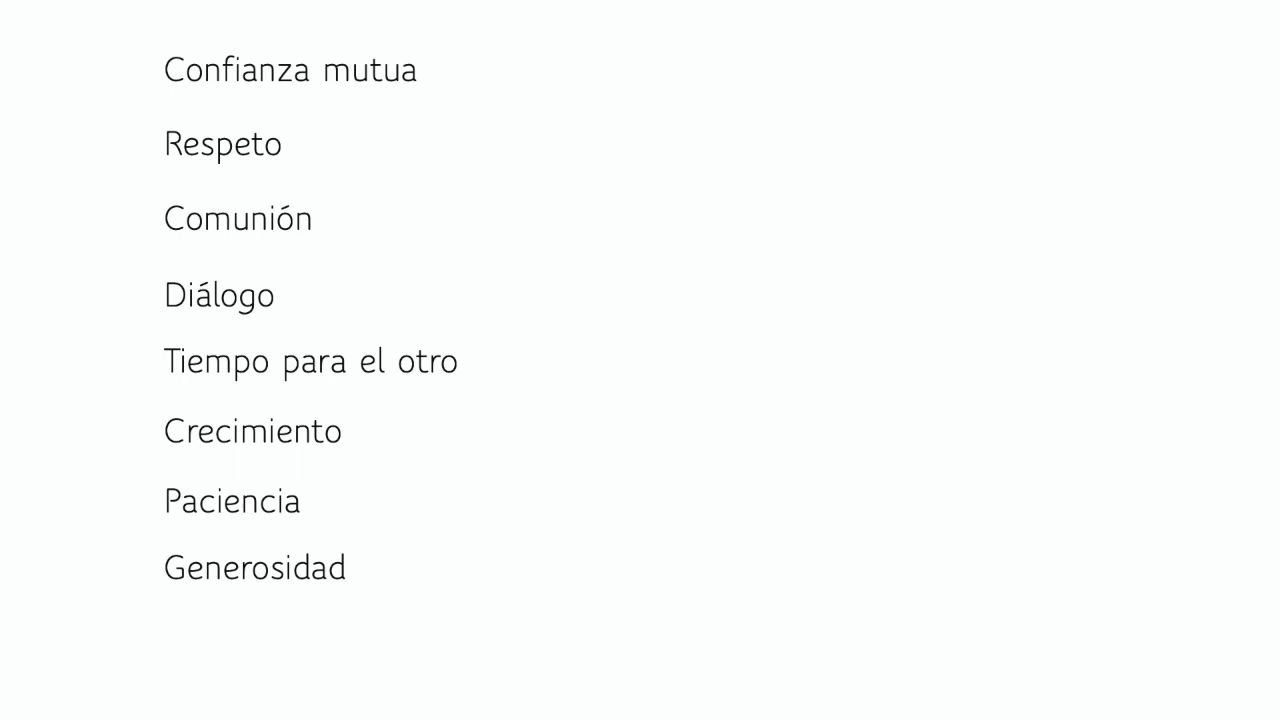 Confianza mutua
Respeto
Comunión
Diálogo
Tiempo para el otro
Crecimiento
Paciencia
Generosidad